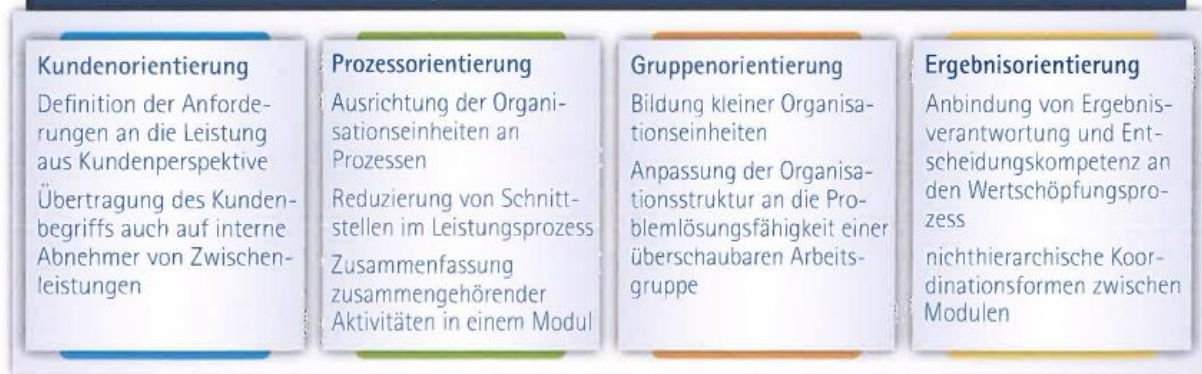 Kundenorientierung
Definition der Anforde-
rungen an die Leistung
aus Kundenperspektive
Übertragung des Kunden-
begriffs auch auf interne
Abnehmer von Zwischen-
leistungen
Prozessorientierung
Ausrichtung der Organi-
sationseinheiten an
Prozessen
Reduzierung von Schnitt-
stellen im Leistungsprozess
Zusammenfassung
zusammengehörender
Aktivitäten in einem Modul
Gruppenorientierung
Bildung kleiner Organisa-
tionseinheiten
Anpassung der Organisa-
tionsstruktur an die Pro-
blemlösungsfähigkeit einer
überschaubaren Arbeits-
gruppe
Ergebnisorientierung
Anbindung von Ergebnis-
verantwortung und Ent-
scheidungskompetenz an
den Wertschöpfungspro-
zess
nichthierarchische Koor-
dinationsformen zwischen
Modulen